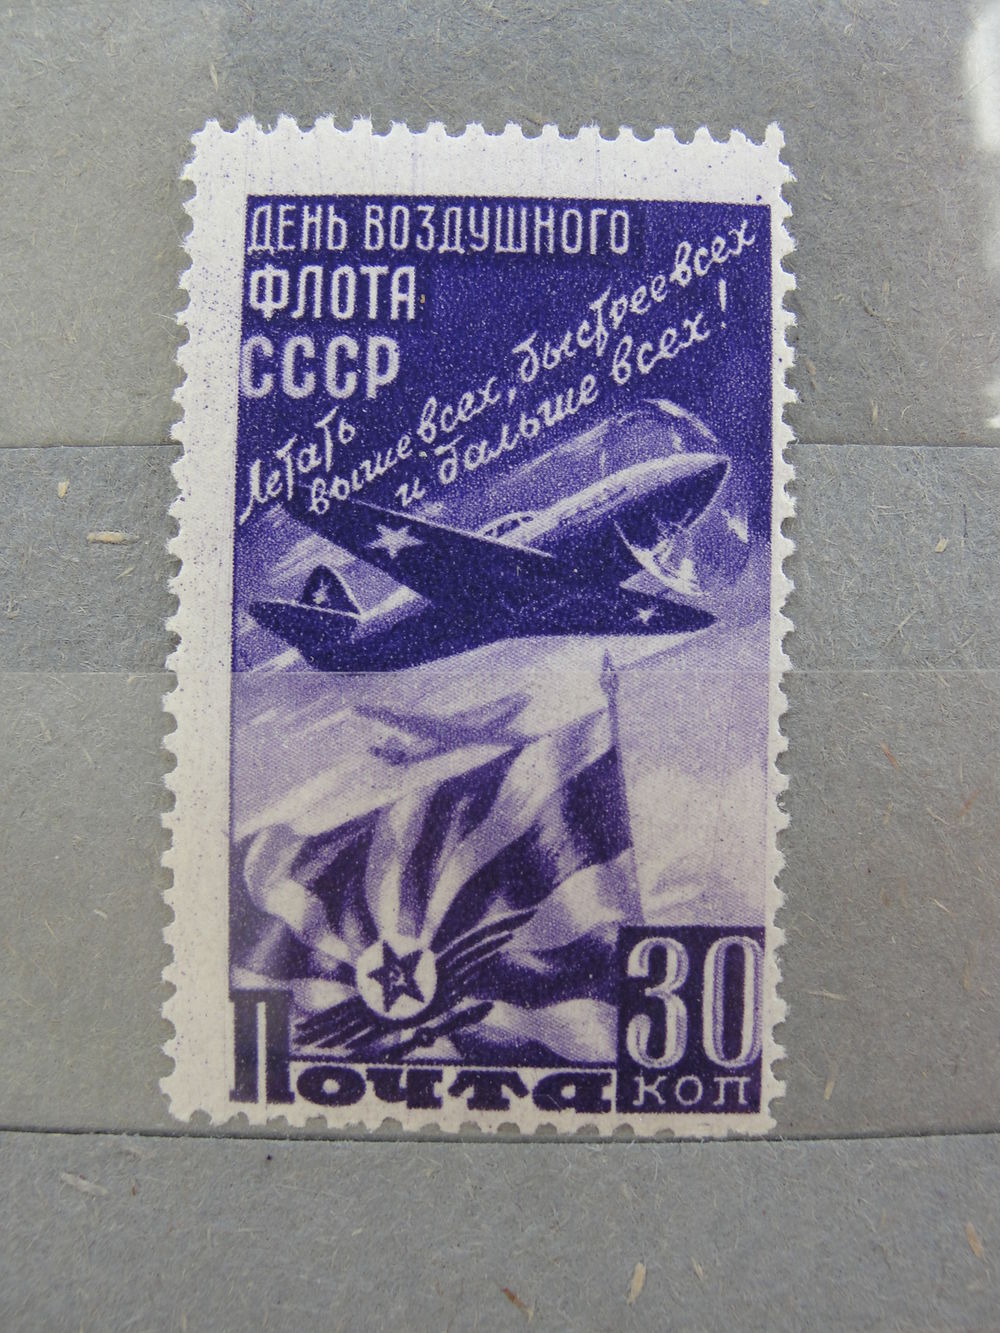 ДЕНЬ ВОЗДУШНОГО
ФЛОТА
СССР
Летать
выше всех, быстрее всех
и дальше всех!
30
КОП
Почта